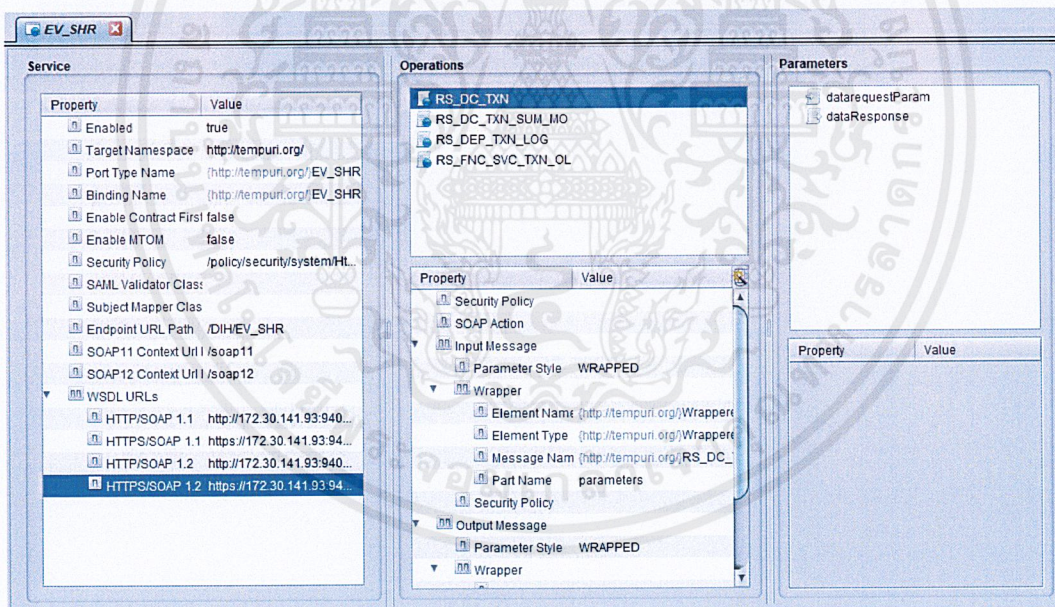 EV_SHR
Service
Property Value
Enabled true
Target Namespace http://tempuri.org/
Port Type Name {http://tempuri.org/}EV_SHR
Binding Name {http://tempuri.org/}EV_SHR
Enable Contract First false
Enable MTOM false
Security Policy /policy/security/system/Ht...
SAML Validator Class
Subject Mapper Clas
Endpoint URL Path /DIH/EV_SHR
SOAP11 Context Url I /soap11
SOAP12 Context Url I /soap12
WSDL URLs
HTTP/SOAP 1.1 http://172.30.141.93:940...
HTTPS/SOAP 1.1 https://172.30.141.93:94...
HTTP/SOAP 1.2 http://172.30.141.93:940...
HTTPS/SOAP 1.2 https://172.30.141.93:94...
Operations
RS_DC_TXN
RS_DC_TXN_SUM_MO
RS_DEP_TXN_LOG
RS_FNC_SVC_TXN_OL
Property Value
Security Policy
SOAP Action
Input Message
Parameter Style WRAPPED
Wrapper
Element Name {http://tempuri.org/}Wrappere
Element Type {http://tempuri.org/}Wrappere
Message Nam {http://tempuri.org/}RS_DC_
Part Name parameters
Security Policy
Output Message
Parameter Style WRAPPED
Wrapper
Parameters
datarequestParam
dataResponse
Property Value